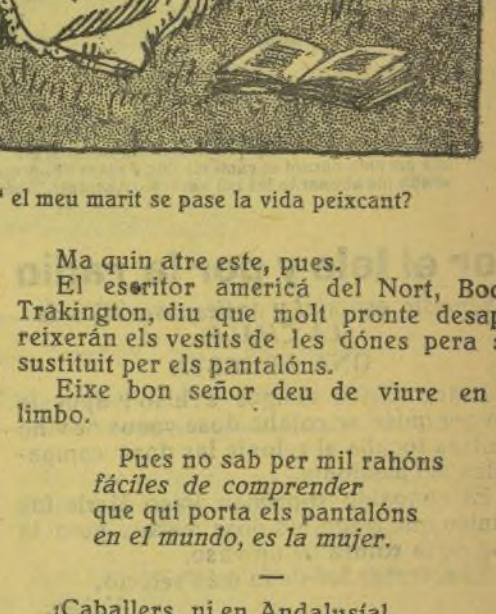 el meu marit se pase la vida peixcant?
Ma quin atre este, pues.
El escritor americá del Nort, Boo
Trakington, diu que molt pronte desap
reixerán els vestits de les dónes pera s
sustituit per els pantalóns.
Eixe bon señor deu de viure en
limbo.
Pues no sab per mil rahóns
fáciles de comprender
que qui porta els pantalóns
en el mundo, es la mujer.
—
¡Caballers, ni en Andalusía!